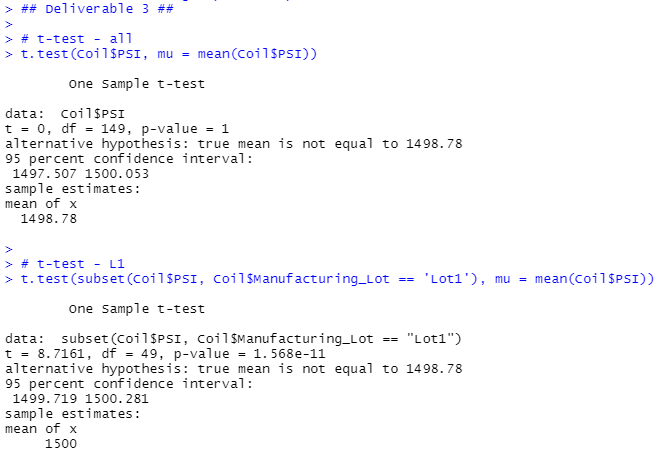 > ## Deliverable 3 ##
>
> # t-test - all
> t.test(Coil$PSI, mu = mean(Coil$PSI))
One Sample t-test
data:  Coil$PSI
t = 0, df = 149, p-value = 1
alternative hypothesis: true mean is not equal to 1498.78
95 percent confidence interval:
1497.507 1500.053
sample estimates:
mean of x
1498.78
>
> # t-test - L1
> t.test(subset(Coil$PSI, Coil$Manufacturing_Lot == 'Lot1'), mu = mean(Coil$PSI))
One Sample t-test
data:  subset(Coil$PSI, Coil$Manufacturing_Lot == "Lot1")
t = 8.7161, df = 49, p-value = 1.568e-11
alternative hypothesis: true mean is not equal to 1498.78
95 percent confidence interval:
1499.719 1500.281
sample estimates:
mean of x
1500